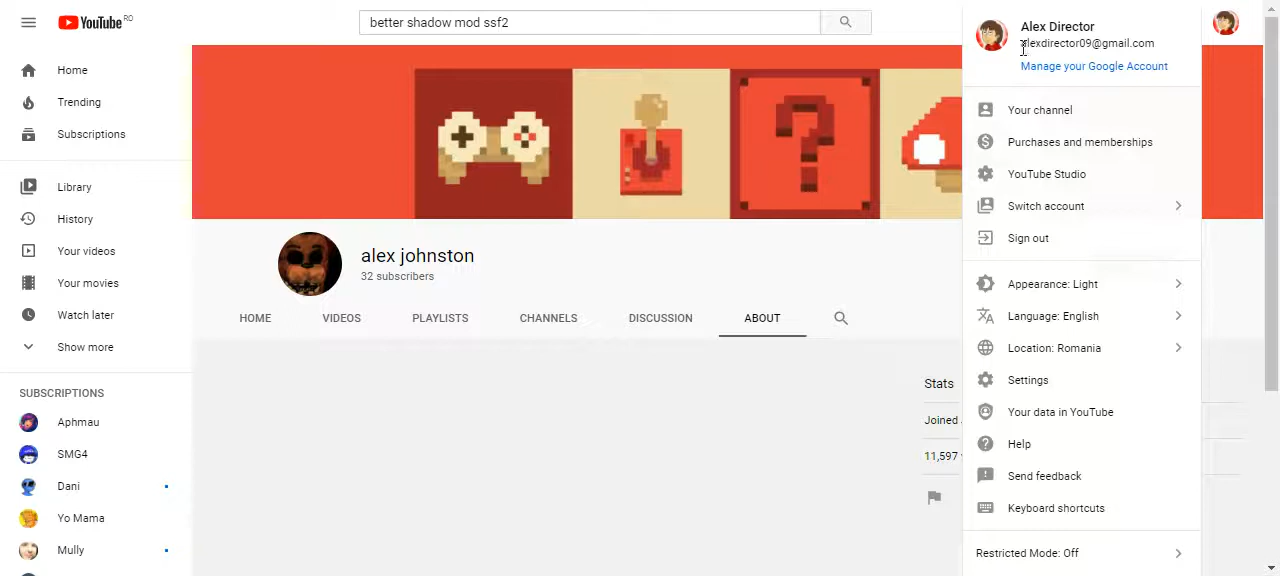 YouTube RO
better shadow mod ssf2
Home
Trending
Subscriptions
Library
History
Your videos
Your movies
Watch later
Show more
SUBSCRIPTIONS
Aphmau
SMG4
Dani
Yo Mama
Mully
alex johnston
32 subscribers
HOME
VIDEOS
PLAYLISTS
CHANNELS
DISCUSSION
ABOUT
Stats
Joined
11,597
Alex Director
alexdirector09@gmail.com
Manage your Google Account
Your channel
Purchases and memberships
YouTube Studio
Switch account
Sign out
Appearance: Light
Language: English
Location: Romania
Settings
Your data in YouTube
Help
Send feedback
Keyboard shortcuts
Restricted Mode: Off